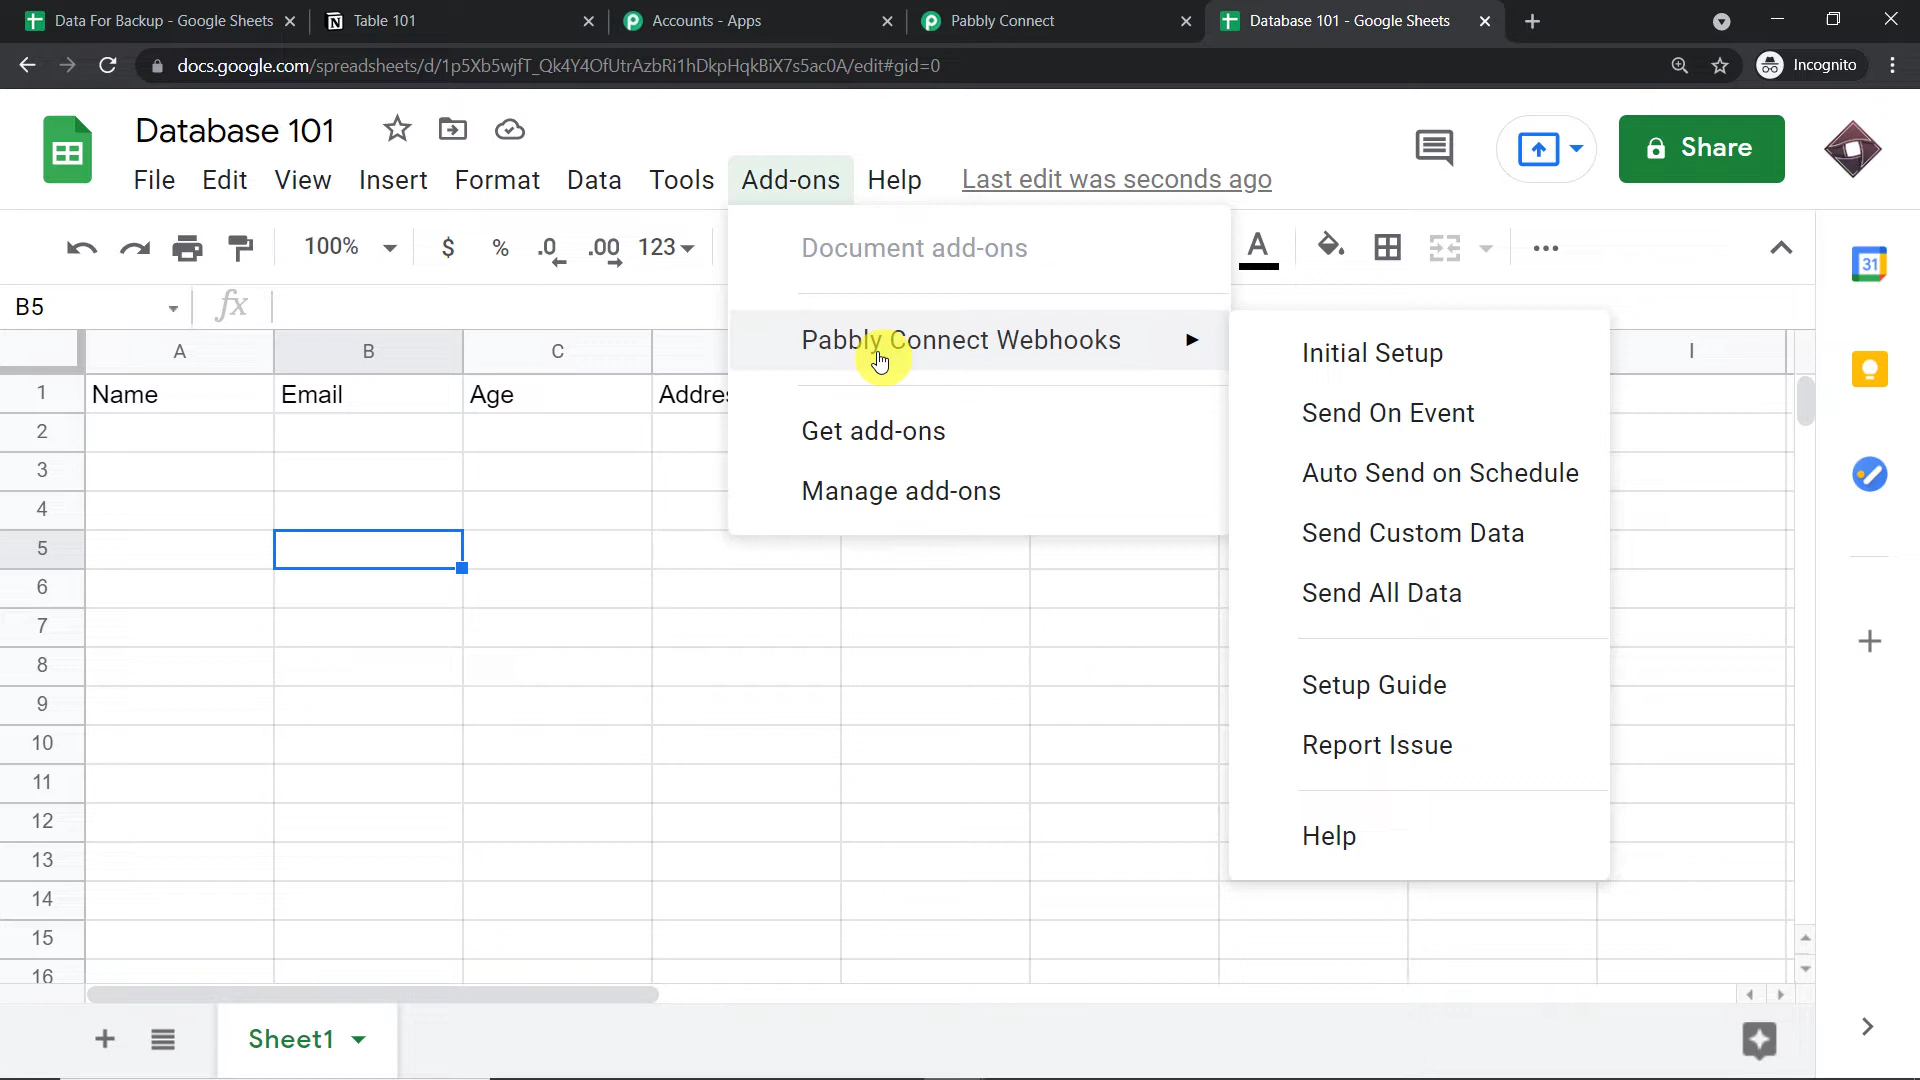 Data For Backup - Google Sheets
Table 101
Accounts - Apps
Pabbly Connect
Database 101 - Google Sheets
docs.google.com/spreadsheets/d/1p5Xb5wjfT_Qk4Y4OfUtrAzbRi1hDkpHqkBiX7s5ac0A/edit#gid=0
Incognito
Database 101
Share
File Edit View Insert Format Data Tools Add-ons Help Last edit was seconds ago
100% $ % .0 .00 123 A
31
Document add-ons
Pabbly Connect Webhooks
Get add-ons
Manage add-ons
Initial Setup
Send On Event
Auto Send on Schedule
Send Custom Data
Send All Data
Setup Guide
Report Issue
Help
B5 fx
A B C I
1 Name Email Age Addres
2
3
4
5
6
7
8
9
10
11
12
13
14
15
16
Sheet1